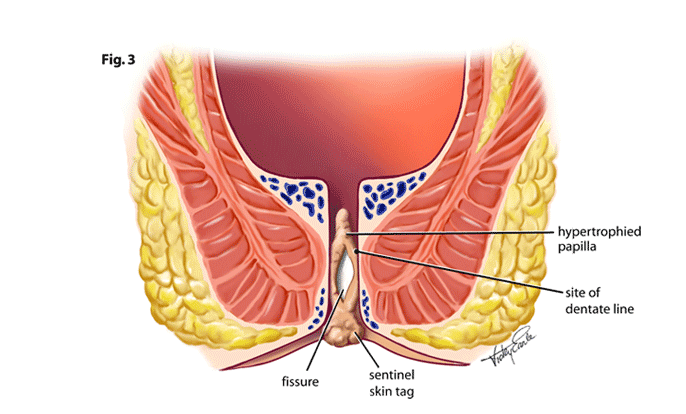 Fig. 3
hypertrophied
papilla
site of
dentate line
fissure
sentinel
skin tag